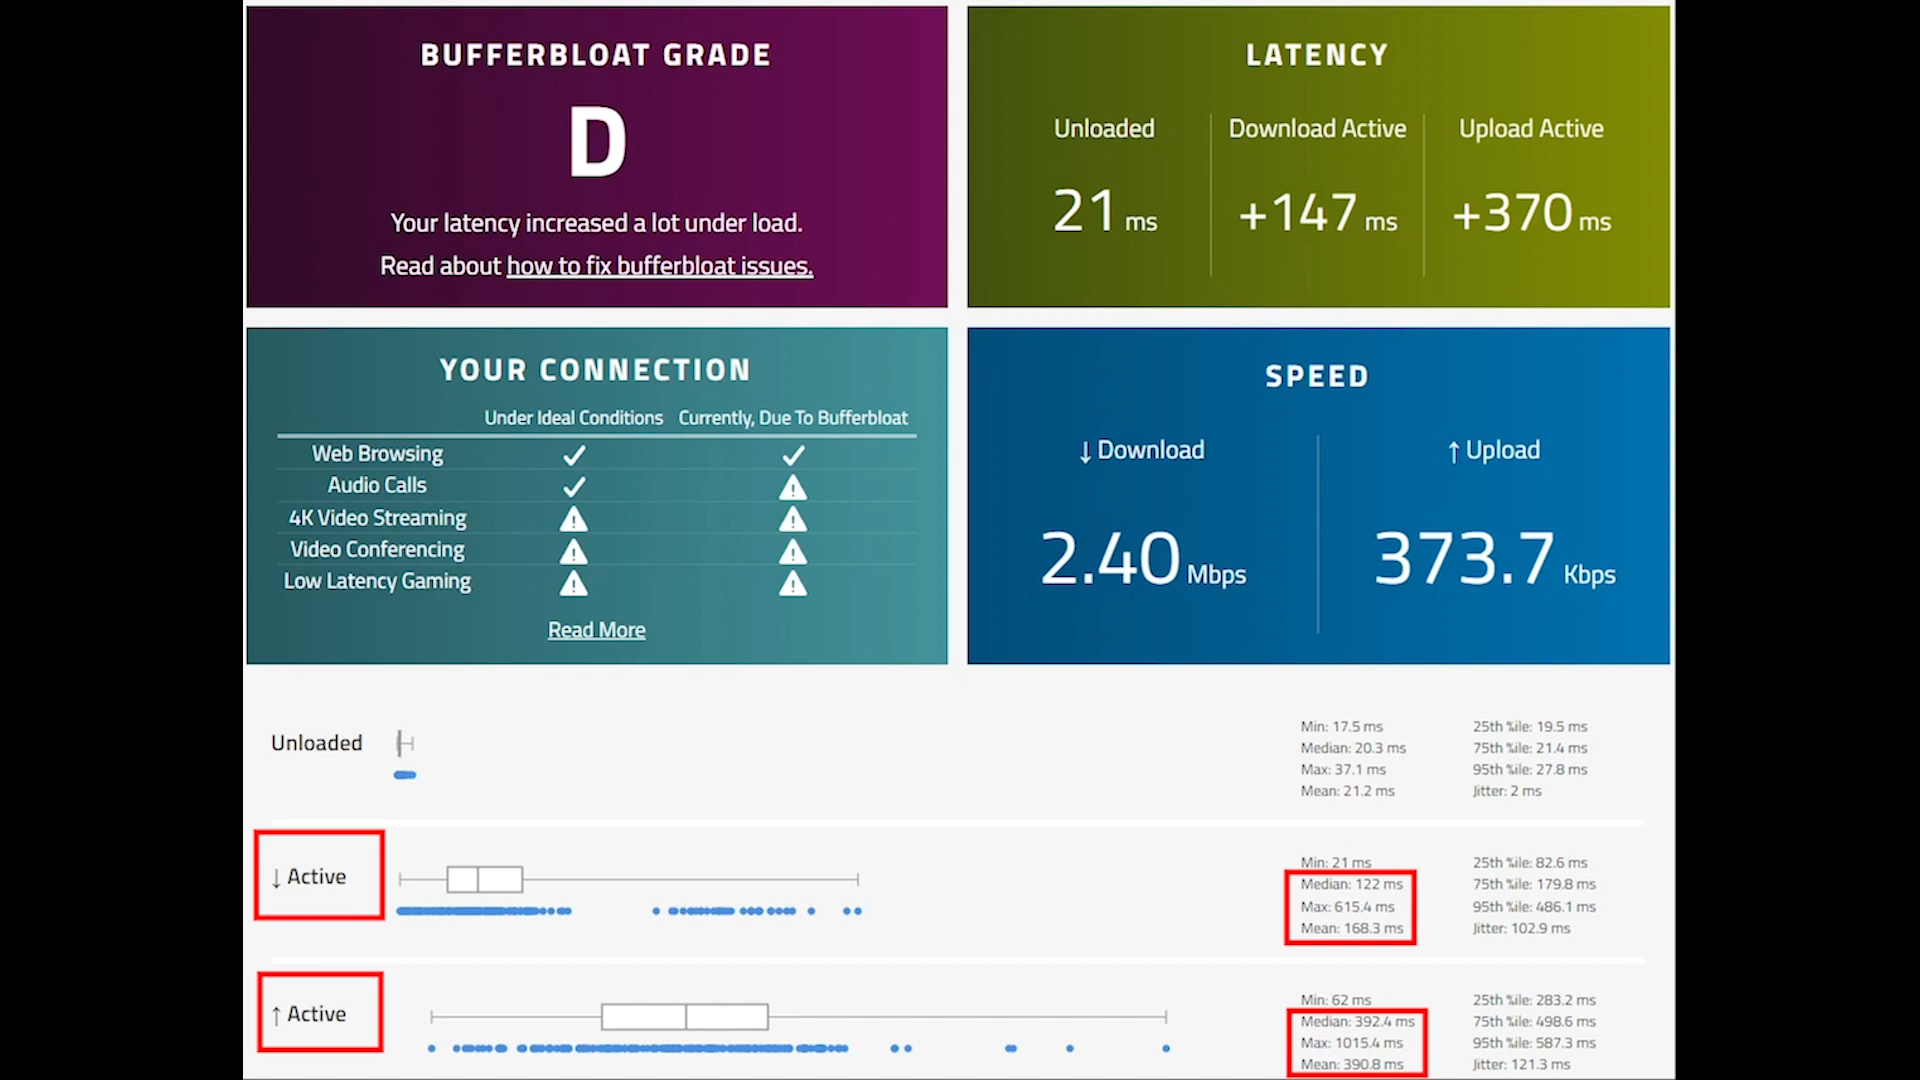 BUFFERBLOAT GRADE
D
Your latency increased a lot under load.
Read about how to fix bufferbloat issues.
LATENCY
Unloaded Download Active Upload Active
21 ms +147 ms +370 ms
YOUR CONNECTION
Under Ideal Conditions Currently, Due To Bufferbloat
Web Browsing
Audio Calls
4K Video Streaming
Video Conferencing
Low Latency Gaming
Read More
SPEED
↓ Download ↑ Upload
2.40 Mbps 373.7 Kbps
Unloaded
Min: 17.5 ms 25th %ile: 19.5 ms
Median: 20.3 ms 75th %ile: 21.4 ms
Max: 37.1 ms 95th %ile: 27.8 ms
Mean: 21.2 ms Jitter: 2 ms
↓ Active
Min: 21 ms 25th %ile: 82.6 ms
Median: 122 ms 75th %ile: 179.8 ms
Max: 615.4 ms 95th %ile: 486.1 ms
Mean: 168.3 ms Jitter: 102.9 ms
↑ Active
Min: 62 ms 25th %ile: 283.2 ms
Median: 392.4 ms 75th %ile: 498.6 ms
Max: 1015.4 ms 95th %ile: 587.3 ms
Mean: 390.8 ms Jitter: 121.3 ms